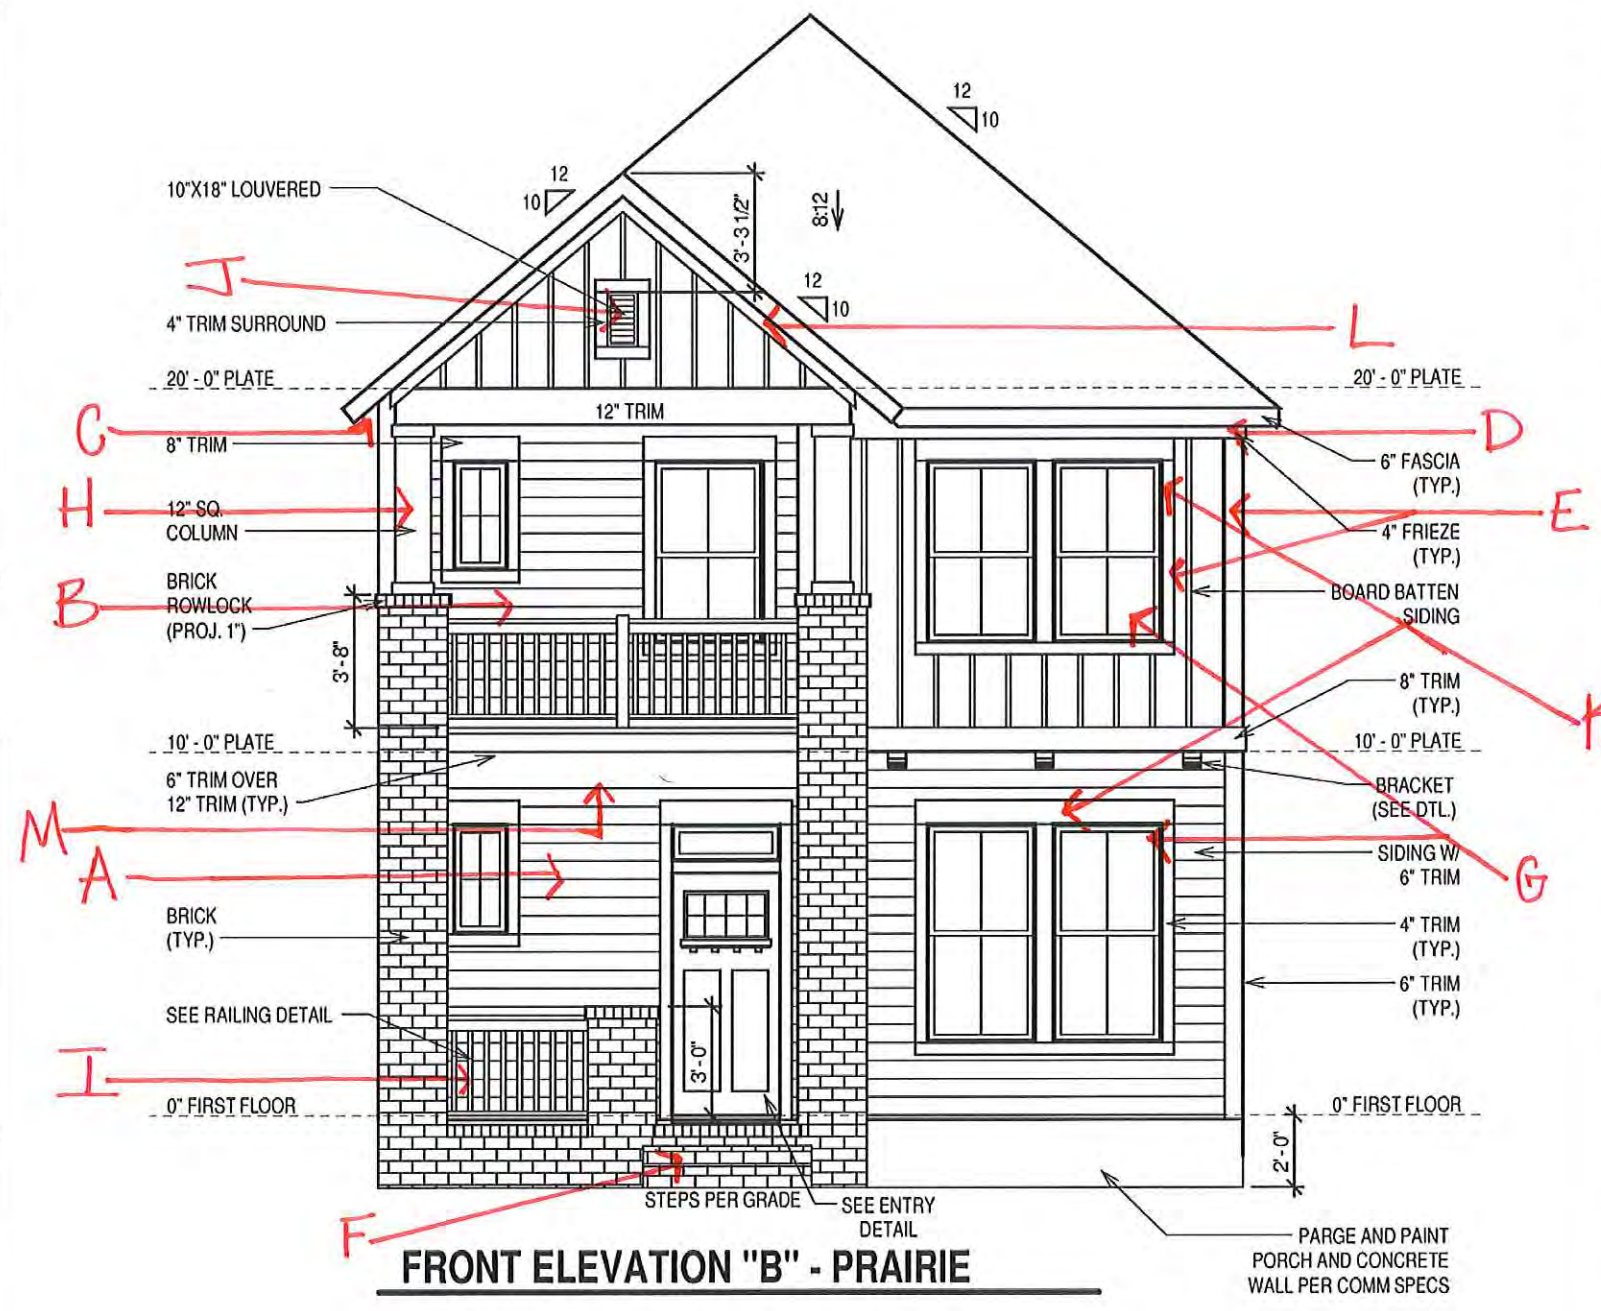 12
10
12
10
10"X18" LOUVERED
3'-3 1/2"
8:12
J
12
10
4" TRIM SURROUND
L
20' - 0" PLATE
20' - 0" PLATE
12" TRIM
C
D
8" TRIM
6" FASCIA
(TYP.)
H
12" SQ.
COLUMN
E
4" FRIEZE
(TYP.)
B
BRICK
ROWLOCK
(PROJ. 1")
BOARD BATTEN
SIDING
3'-8"
8" TRIM
(TYP.)
K
10' - 0" PLATE
10' - 0" PLATE
6" TRIM OVER
12" TRIM (TYP.)
BRACKET
(SEE DTL.)
M
A
SIDING W/
6" TRIM
G
BRICK
(TYP.)
4" TRIM
(TYP.)
6" TRIM
(TYP.)
SEE RAILING DETAIL
3'-0"
I
0" FIRST FLOOR
0" FIRST FLOOR
2'-0"
STEPS PER GRADE
SEE ENTRY
DETAIL
F
PARGE AND PAINT
PORCH AND CONCRETE
WALL PER COMM SPECS
FRONT ELEVATION "B" - PRAIRIE